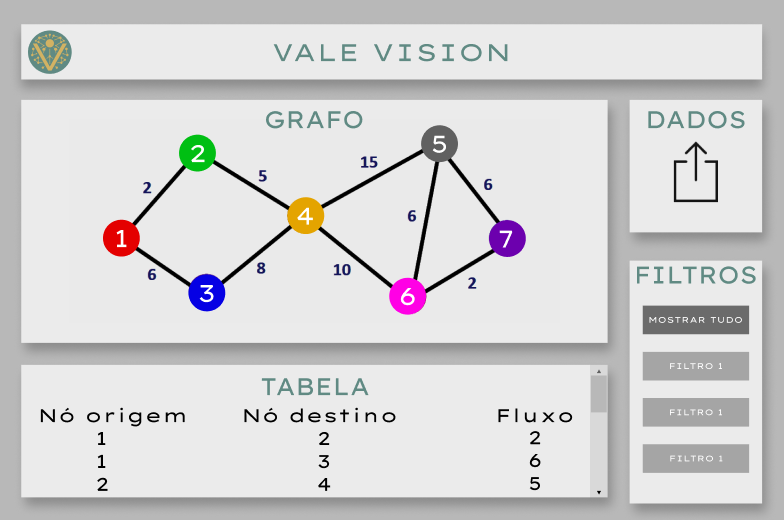 VALE VISION
GRAFO
2
5
15
5
2
6
1
4
6
7
6
8
10
2
3
6
DADOS
FILTROS
MOSTRAR TUDO
FILTRO 1
FILTRO 1
FILTRO 1
TABELA
Nó origem Nó destino Fluxo
1 2 2
1 3 6
2 4 5